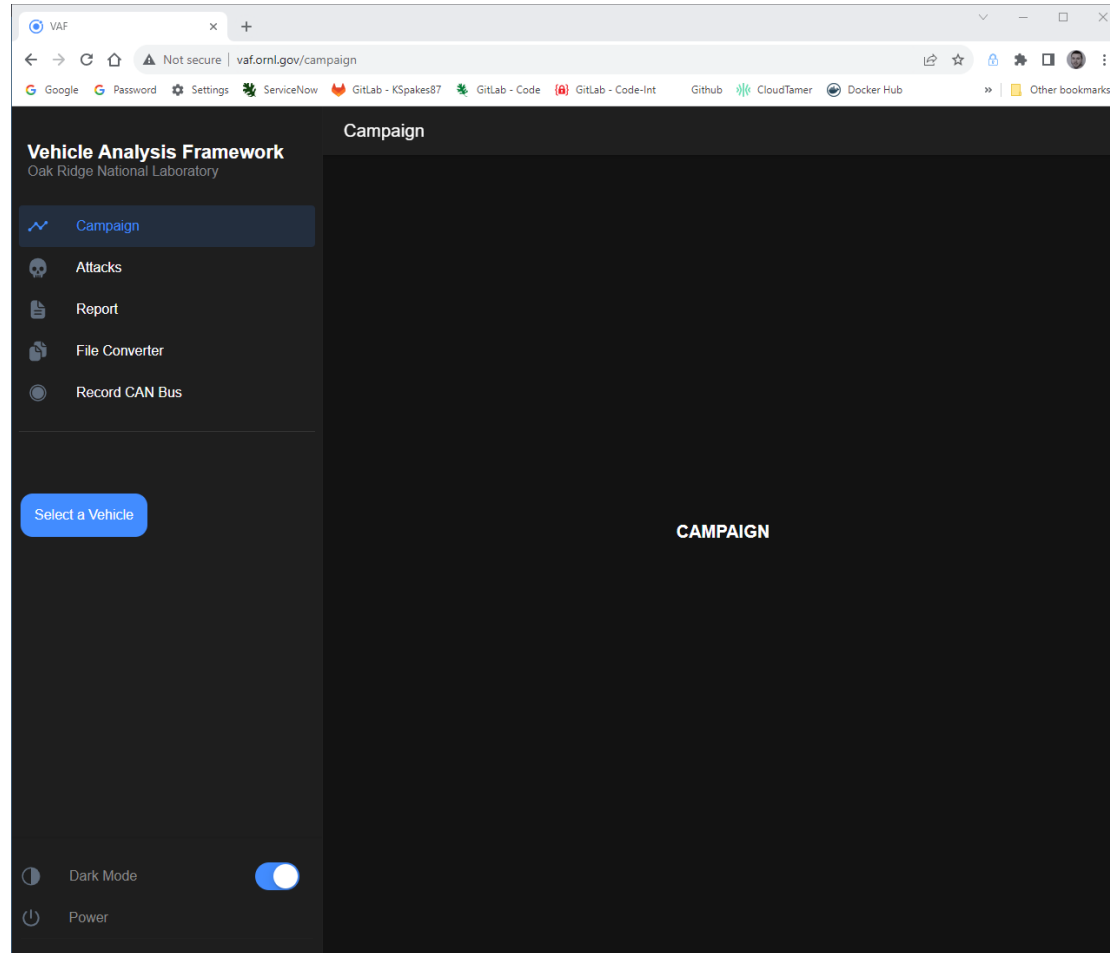 VAF
Not secure | vaf.ornl.gov/campaign
Google Password Settings ServiceNow GitLab - KSpakes87 GitLab - Code GitLab - Code-Int Github CloudTamer Docker Hub » Other bookmarks
Campaign
Vehicle Analysis Framework
Oak Ridge National Laboratory
Campaign
Attacks
Report
File Converter
Record CAN Bus
Select a Vehicle
CAMPAIGN
Dark Mode
Power